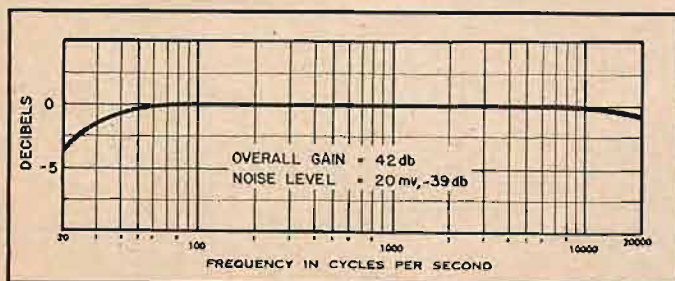 DECIBELS
0
-5
OVERALL GAIN = 42 db
NOISE LEVEL = 20 mv, -39 db
20
100
1000
10000
20000
FREQUENCY IN CYCLES PER SECOND